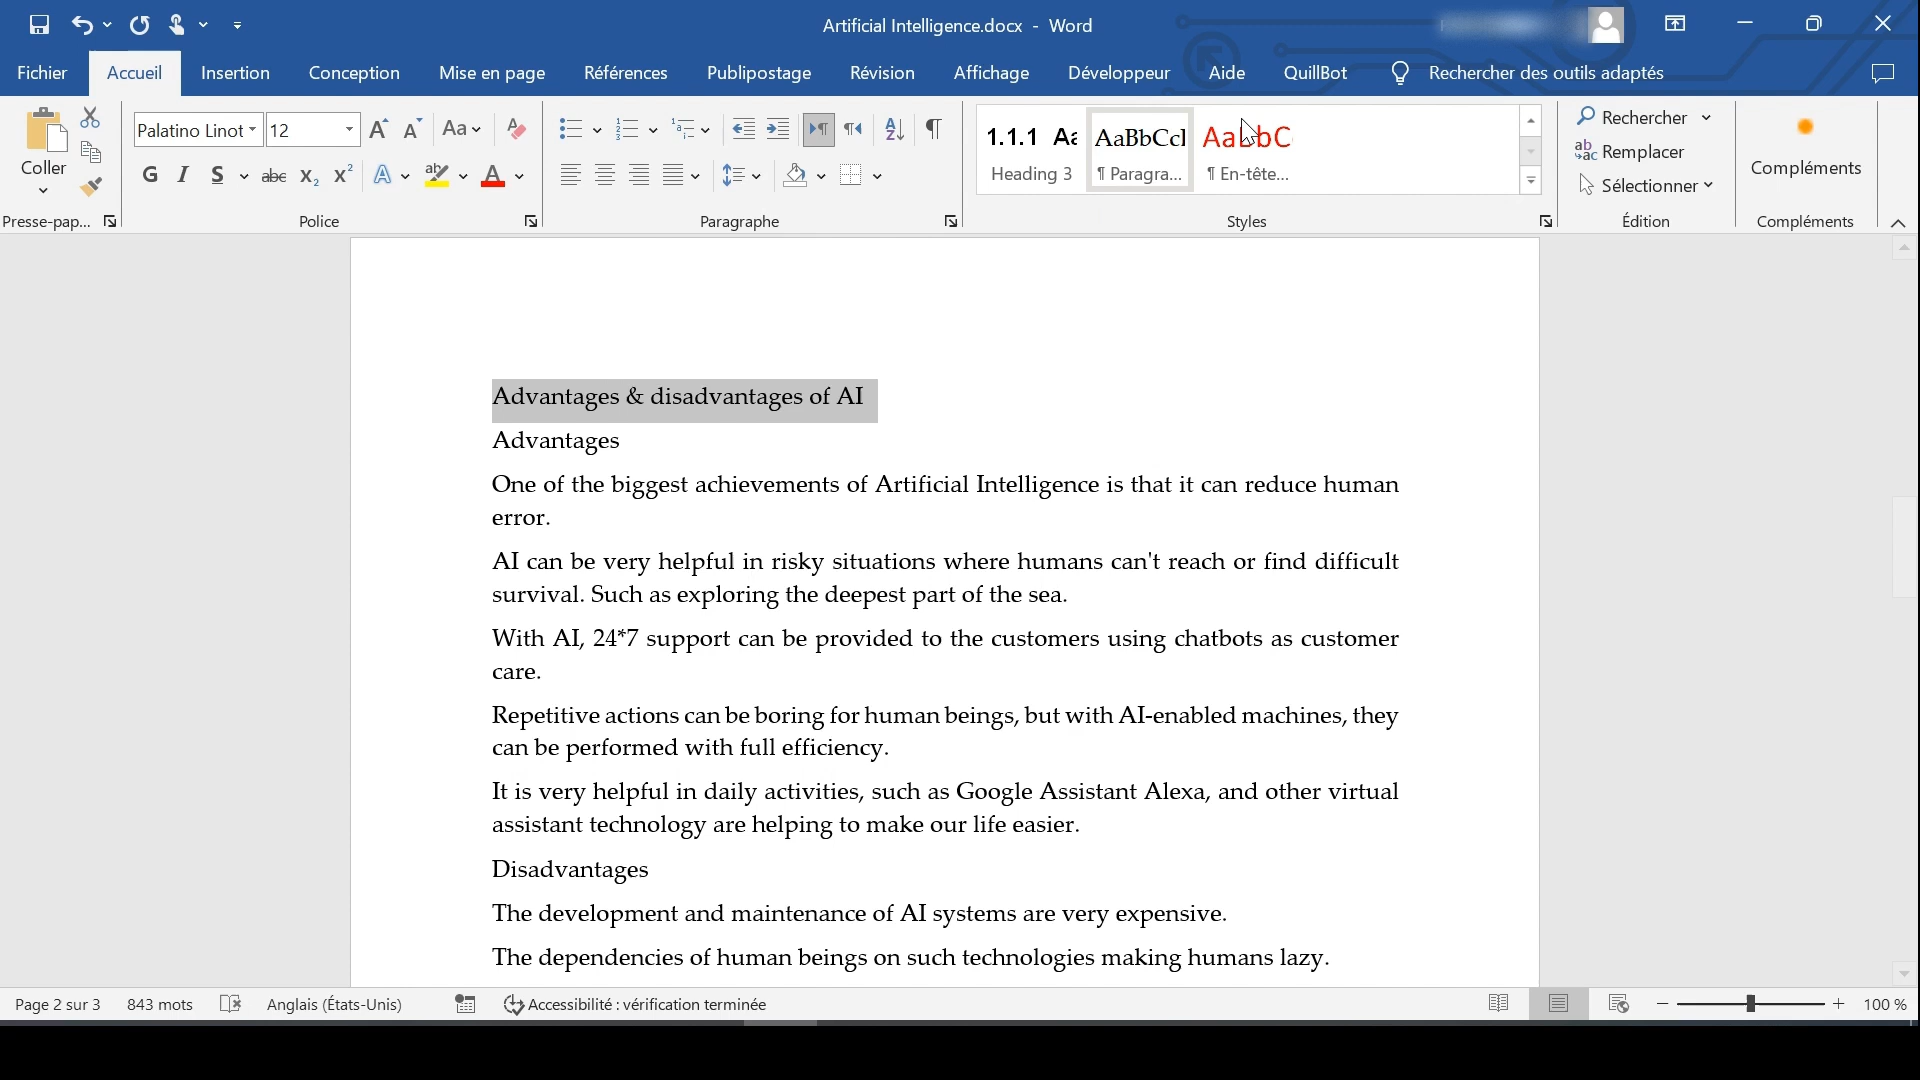 Artificial Intelligence.docx - Word
Fichier Accueil Insertion Conception Mise en page Références Publipostage Révision Affichage Développeur Aide QuillBot Rechercher des outils adaptés
Coller
Presse-pap...
Palatino Linot 12
Aa
G I S abc X₂ X²
A ab A
Police
Paragraphe
1.1.1 Aa AaBbCcI AaBbC
Heading 3 ¶ Paragra... ¶ En-tête...
Styles
Rechercher
Remplacer
Sélectionner
Édition
Compléments
Compléments
Advantages & disadvantages of AI
Advantages
One of the biggest achievements of Artificial Intelligence is that it can reduce human
error.
AI can be very helpful in risky situations where humans can't reach or find difficult
survival. Such as exploring the deepest part of the sea.
With AI, 24*7 support can be provided to the customers using chatbots as customer
care.
Repetitive actions can be boring for human beings, but with AI-enabled machines, they
can be performed with full efficiency.
It is very helpful in daily activities, such as Google Assistant Alexa, and other virtual
assistant technology are helping to make our life easier.
Disadvantages
The development and maintenance of AI systems are very expensive.
The dependencies of human beings on such technologies making humans lazy.
Page 2 sur 3 843 mots Anglais (États-Unis) Accessibilité : vérification terminée 100 %